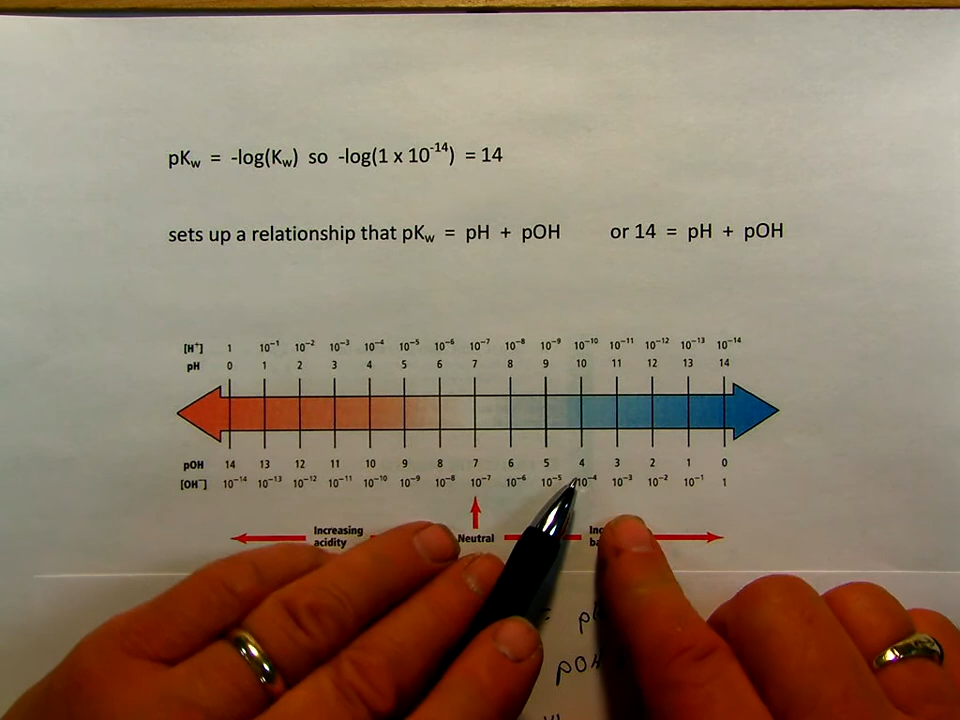 pKw = -log(Kw) so -log(1 x 10⁻¹⁴) = 14
sets up a relationship that pKw = pH + pOH or 14 = pH + pOH
[H⁺] 1 10⁻¹ 10⁻² 10⁻³ 10⁻⁴ 10⁻⁵ 10⁻⁶ 10⁻⁷ 10⁻⁸ 10⁻⁹ 10⁻¹⁰ 10⁻¹¹ 10⁻¹² 10⁻¹³ 10⁻¹⁴
pH 0 1 2 3 4 5 6 7 8 9 10 11 12 13 14
pOH 14 13 12 11 10 9 8 7 6 5 4 3 2 1 0
[OH⁻] 10⁻¹⁴ 10⁻¹³ 10⁻¹² 10⁻¹¹ 10⁻¹⁰ 10⁻⁹ 10⁻⁸ 10⁻⁷ 10⁻⁶ 10⁻⁵ 10⁻⁴ 10⁻³ 10⁻² 10⁻¹ 1
Increasing
acidity
Neutral
pOH